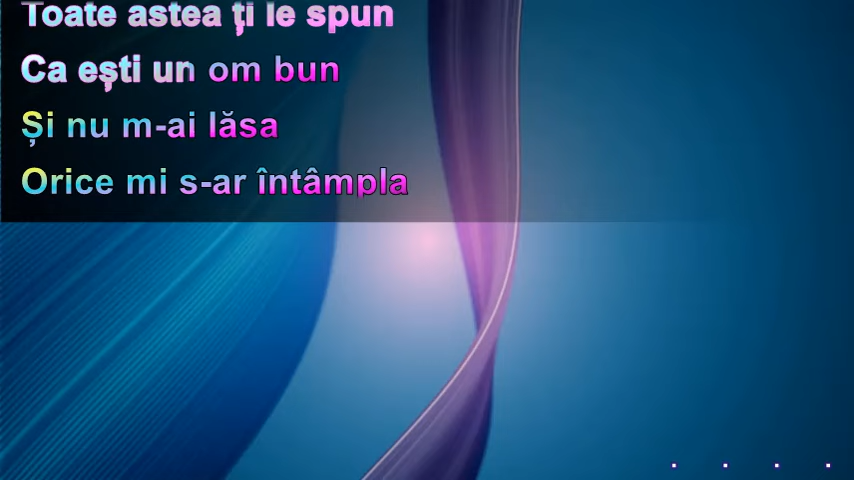 Toate astea ți le spun
Ca ești un om bun
Și nu m-ai lăsa
Orice mi s-ar întâmpla